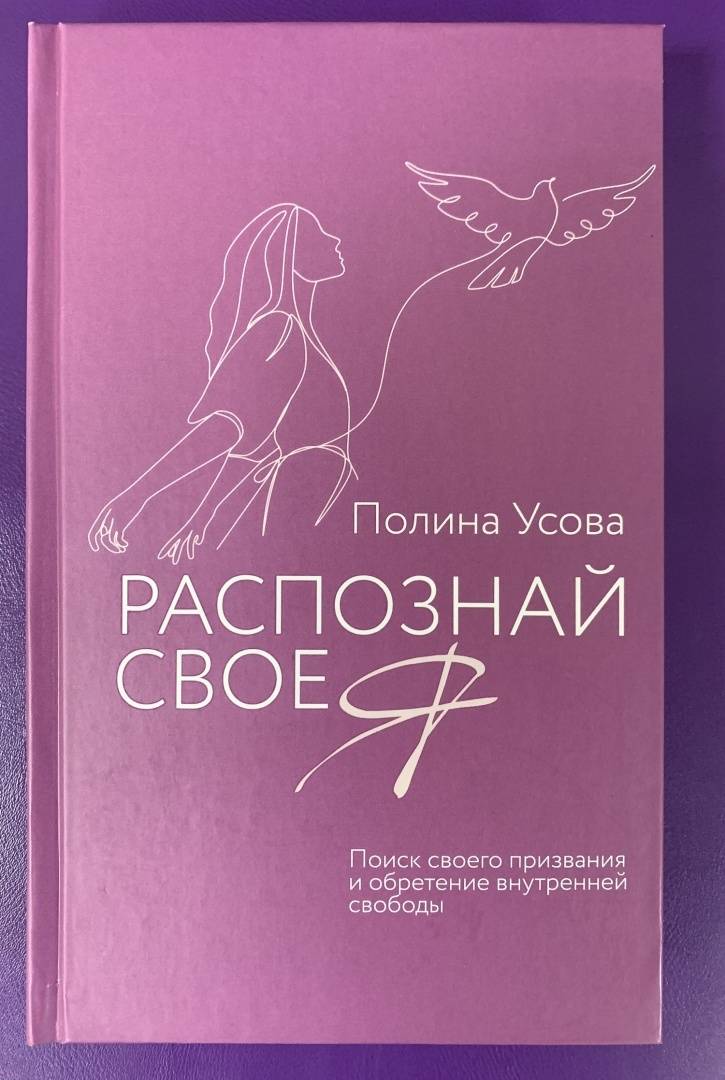 Полина Усова
РАСПОЗНАЙ
СВОЕ Я
Поиск своего призвания
и обретение внутренней
свободы